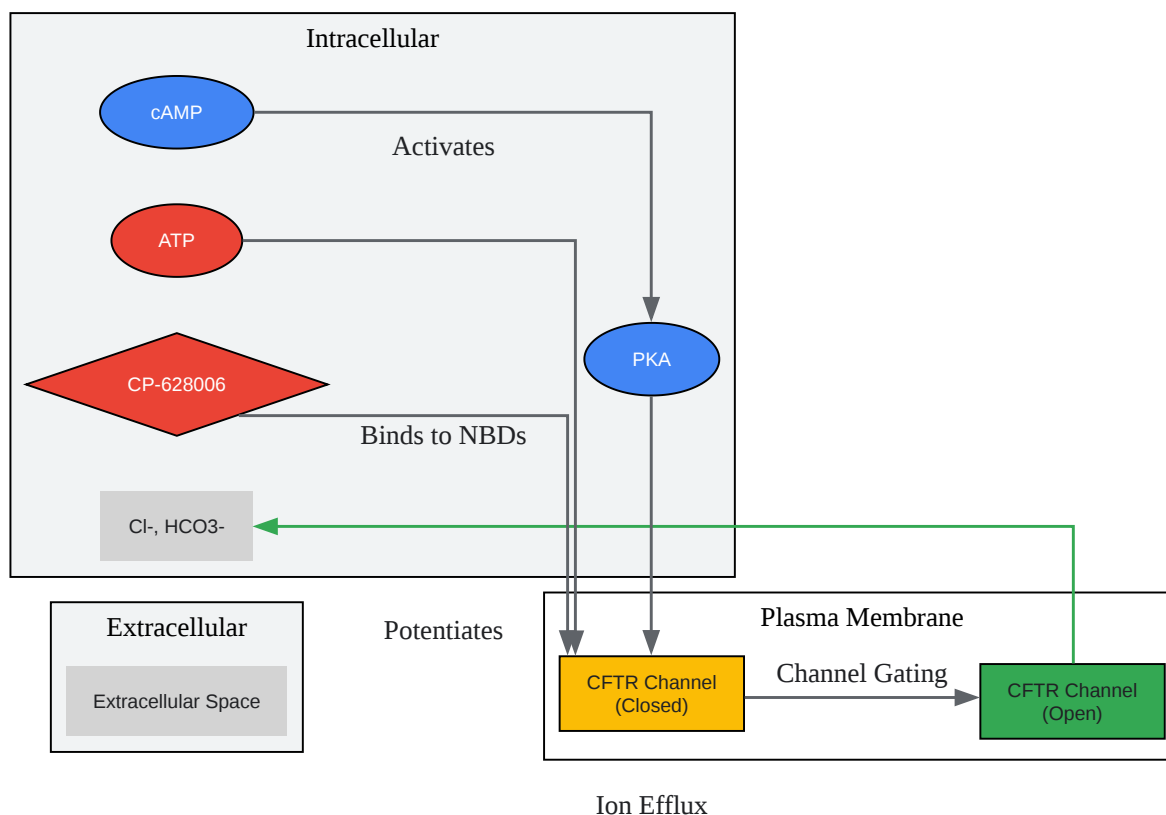 Intracellular
cAMP
Activates
ATP
PKA
CP-628006
Binds to NBDs
Cl-, HCO3-
Extracellular
Extracellular Space
Potentiates
Plasma Membrane
CFTR Channel
(Closed)
Channel Gating
CFTR Channel
(Open)
Ion Efflux